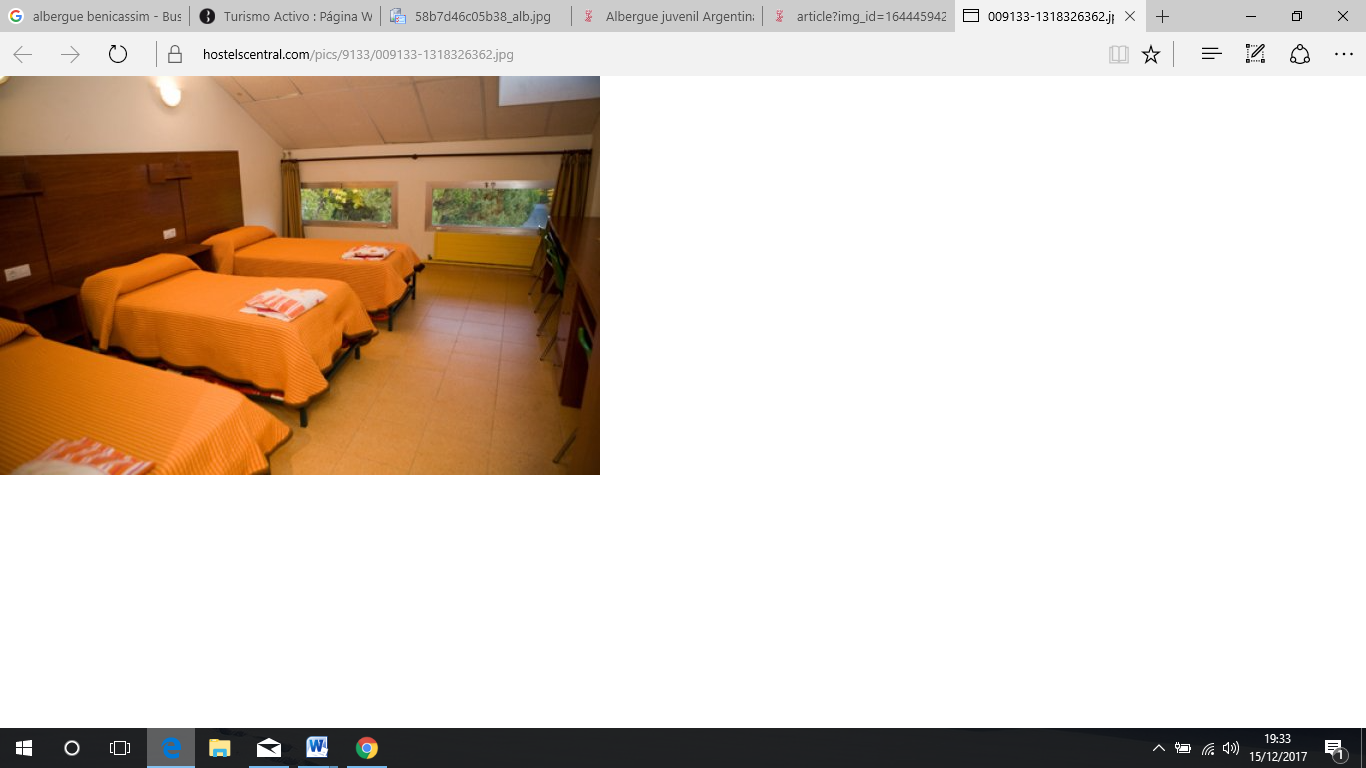 albergue benicassim - Bus
Turismo Activo : Página W
58b7d46c05b38_alb.jpg
Albergue juvenil Argentina
article?img_id=164445942
009133-1318326362.j
hostelscentral.com/pics/9133/009133-1318326362.jpg
19:33
15/12/2017
1